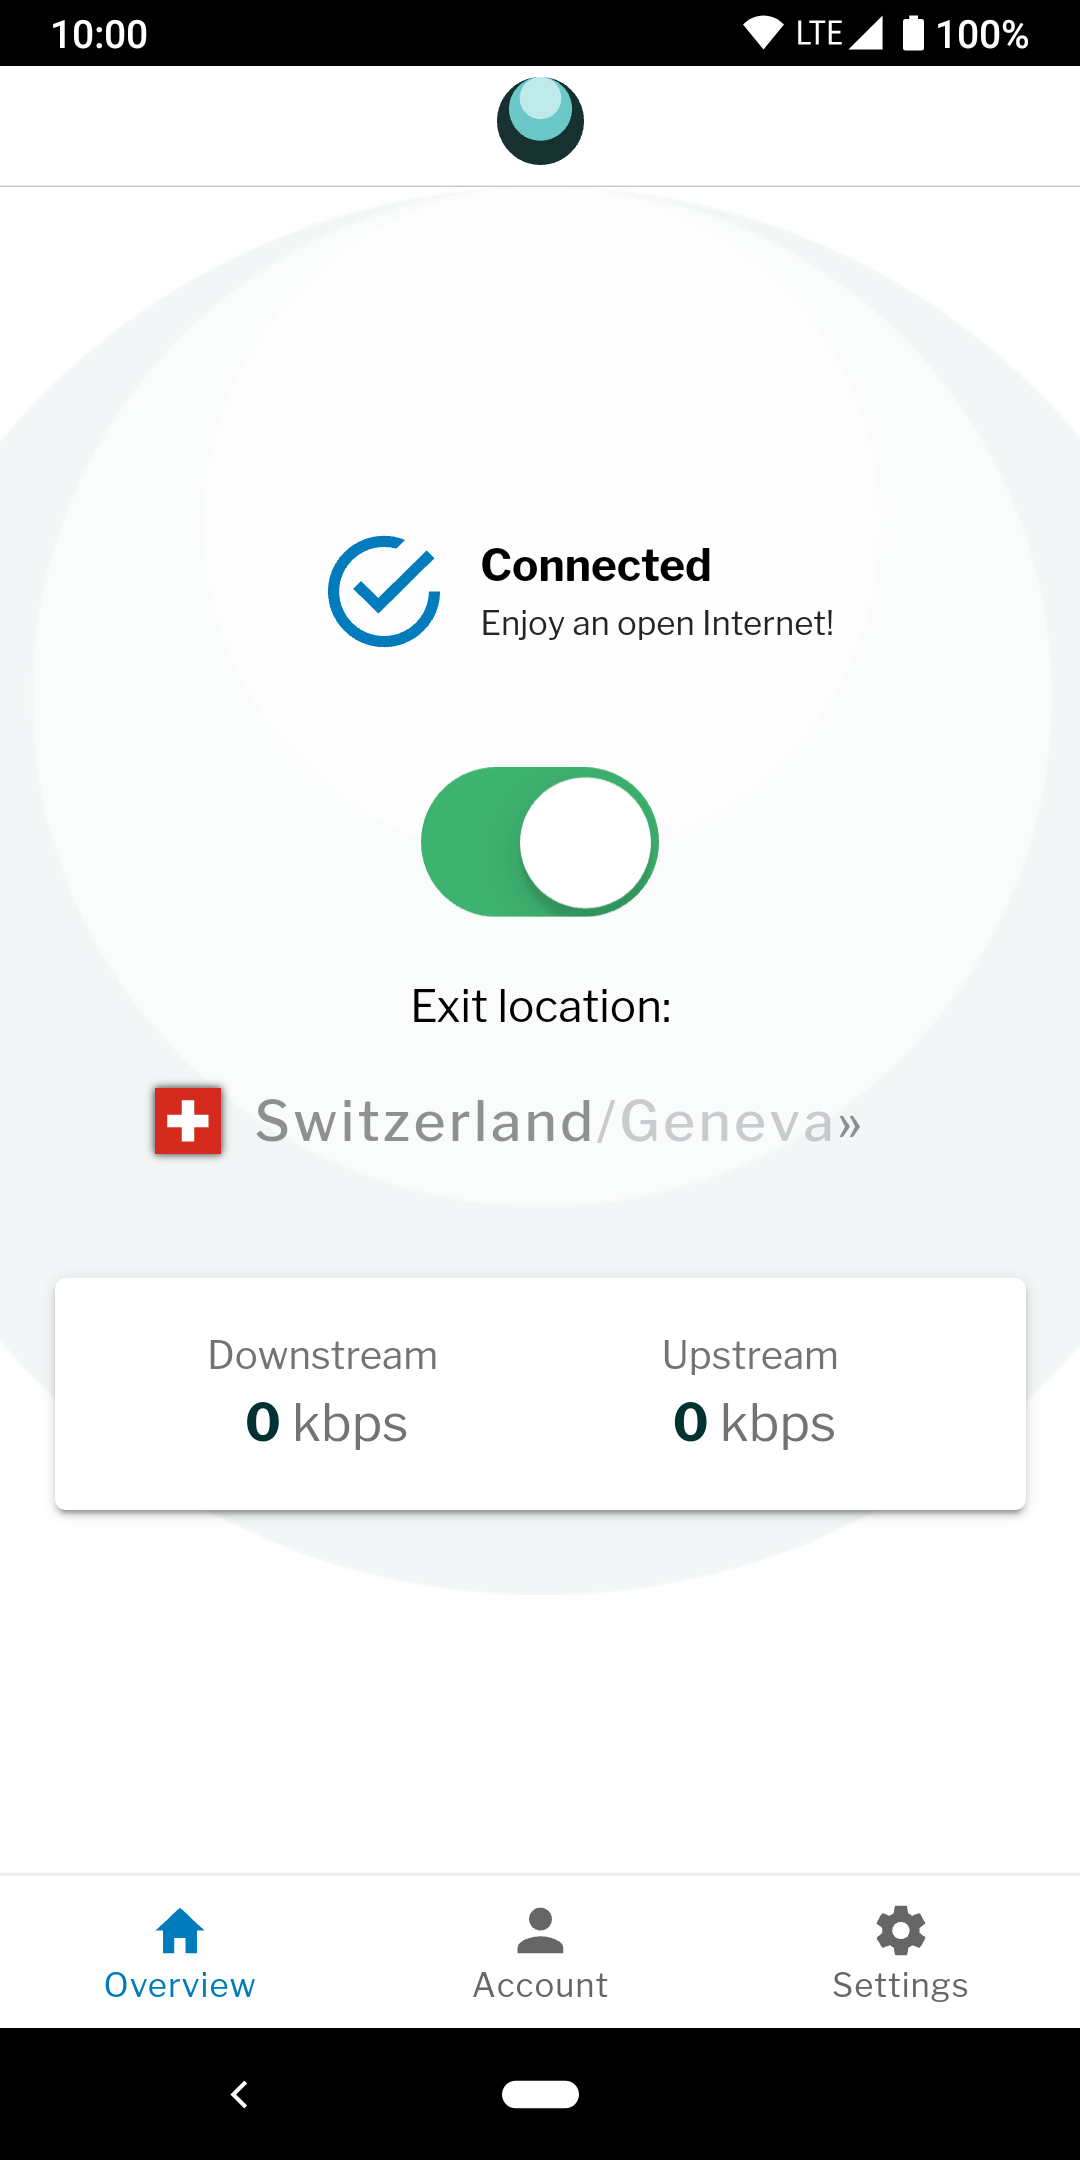 10:00 LTE 100%
Connected
Enjoy an open Internet!
Exit location:
Switzerland/Geneva»
Downstream Upstream
0 kbps 0 kbps
Overview Account Settings